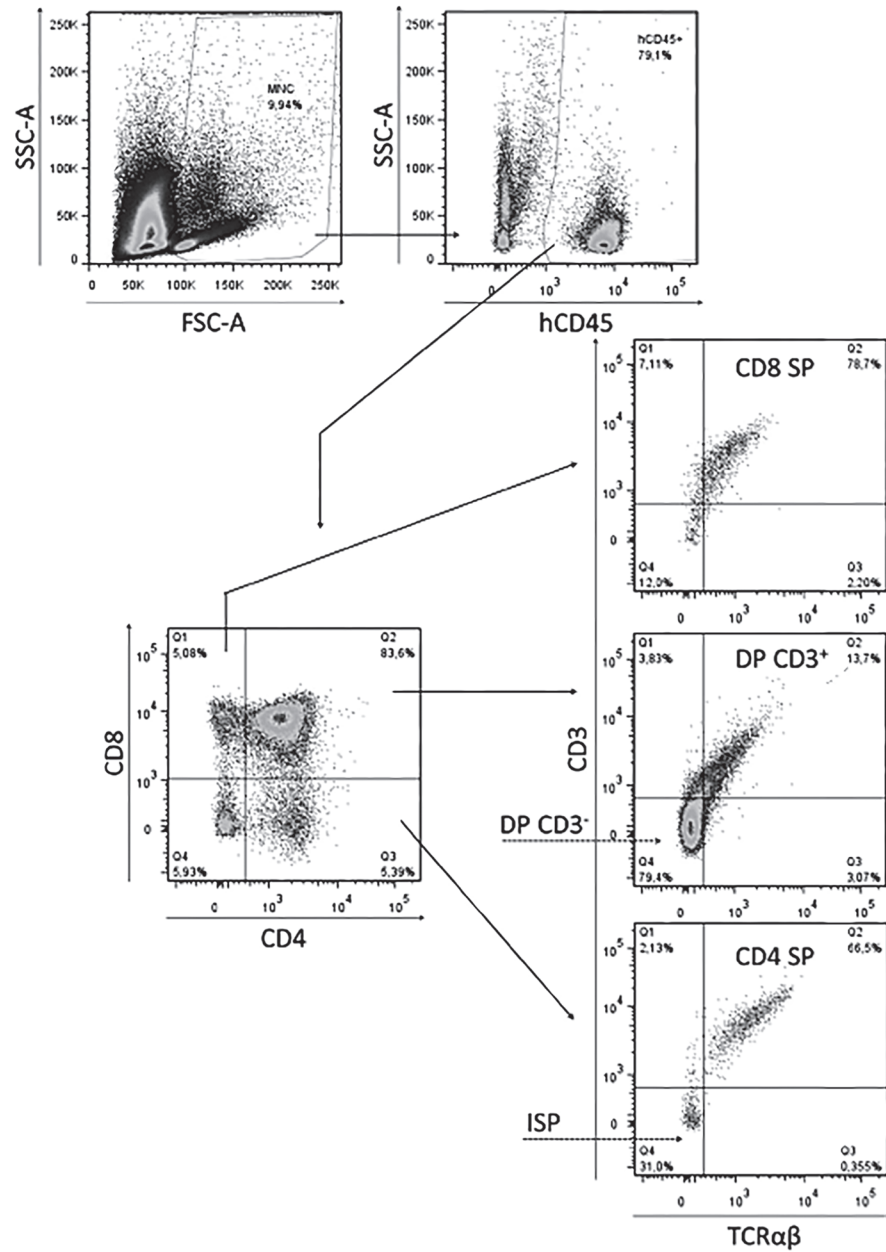 250K
200K
150K
100K
50K
0
SSC-A
MNC
9,94%
0 50K 100K 150K 200K 250K
FSC-A
250K
200K
150K
100K
50K
0
SSC-A
hCD45+
79,1%
0 10³ 10⁴ 10⁵
hCD45
Q1
7,11%
CD8 SP
Q2
78,7%
10⁵
10⁴
10³
0
Q4
12,0%
Q3
2,20%
0 10³ 10⁴ 10⁵
Q1
5,08%
Q2
83,6%
10⁵
10⁴
10³
0
CD8
Q4
5,93%
Q3
5,39%
0 10³ 10⁴ 10⁵
CD4
CD3
Q1
3,83%
DP CD3⁺
Q2
13,7%
10⁵
10⁴
10³
0
DP CD3⁻
Q4
79,4%
Q3
3,07%
0 10³ 10⁴ 10⁵
Q1
2,13%
CD4 SP
Q2
66,5%
10⁵
10⁴
10³
0
ISP
Q4
31,0%
Q3
0,355%
0 10³ 10⁴ 10⁵
TCRαβ